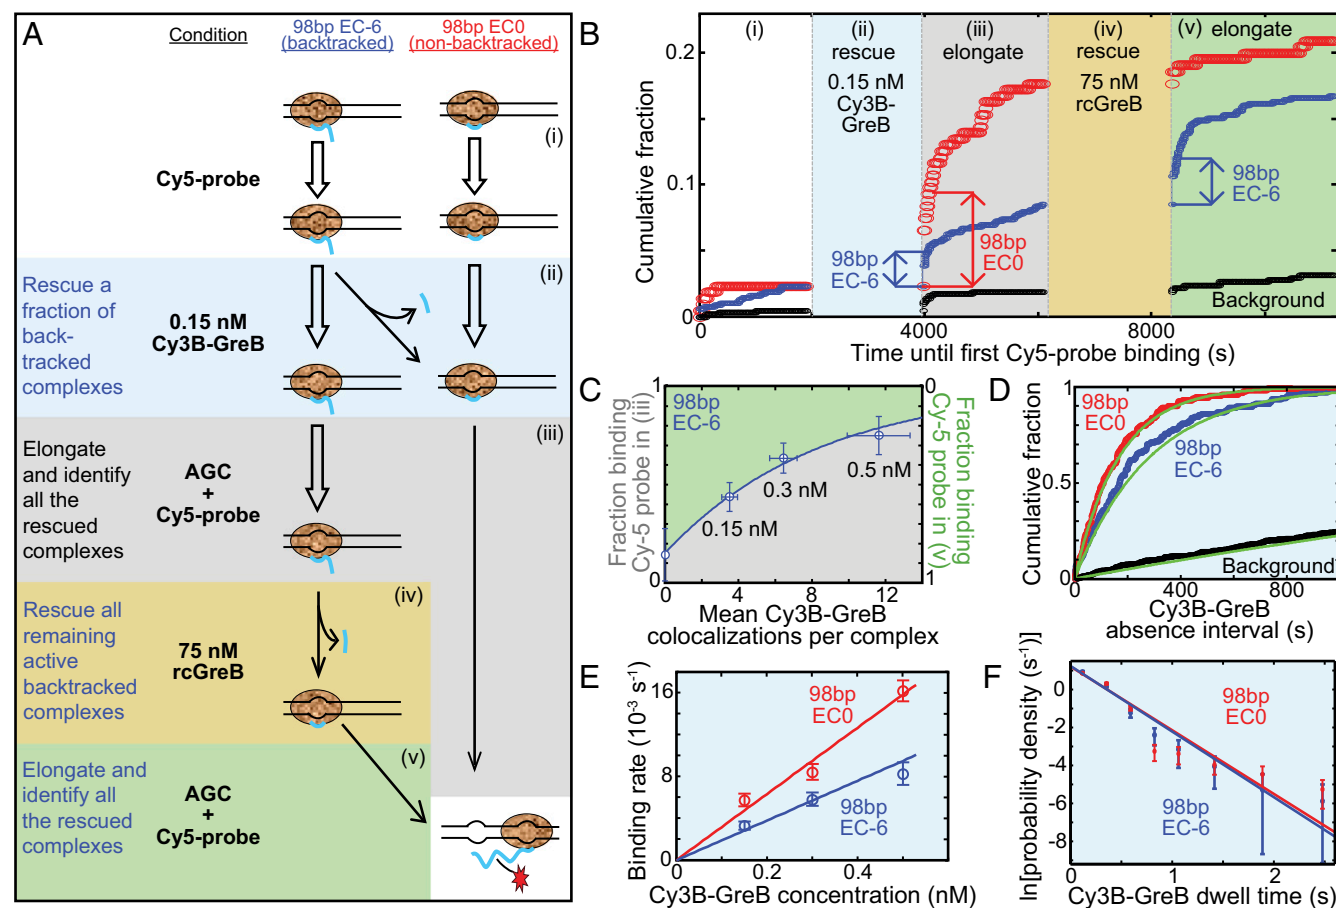 A
Condition
98bp EC-6
(backtracked)
98bp EC0
(non-backtracked)
(i)
Cy5-probe
(ii)
Rescue a
fraction of
back-
tracked
complexes
0.15 nM
Cy3B-GreB
(iii)
Elongate
and identify
all the
rescued
complexes
AGC
+
Cy5-probe
(iv)
Rescue all
remaining
active
backtracked
complexes
75 nM
rcGreB
(v)
Elongate and
identify all
the rescued
complexes
AGC
+
Cy5-probe
B
(i)
(ii)
rescue
0.15 nM
Cy3B-
GreB
(iii)
elongate
(iv)
rescue
75 nM
rcGreB
(v)
elongate
Cumulative fraction
0.2
0.1
0
98bp
EC-6
98bp
EC0
98bp
EC-6
Background
0
4000
8000
Time until first Cy5-probe binding (s)
C
Fraction binding
Cy-5 probe in (iii)
1
0
98bp
EC-6
0.15 nM
0.3 nM
0.5 nM
0
1
Fraction binding
Cy-5 probe in (v)
0
4
8
12
Mean Cy3B-GreB
colocalizations per complex
D
Cumulative fraction
1
0.5
0
98bp
EC0
98bp
EC-6
Background
0
400
800
Cy3B-GreB
absence interval (s)
E
Binding rate (10-3 s-1)
16
8
0
98bp
EC0
98bp
EC-6
0.0
0.2
0.4
Cy3B-GreB concentration (nM)
F
ln[probability density (s-1)]
0
-2
-4
-6
-8
98bp
EC0
98bp
EC-6
0
1
2
Cy3B-GreB dwell time (s)